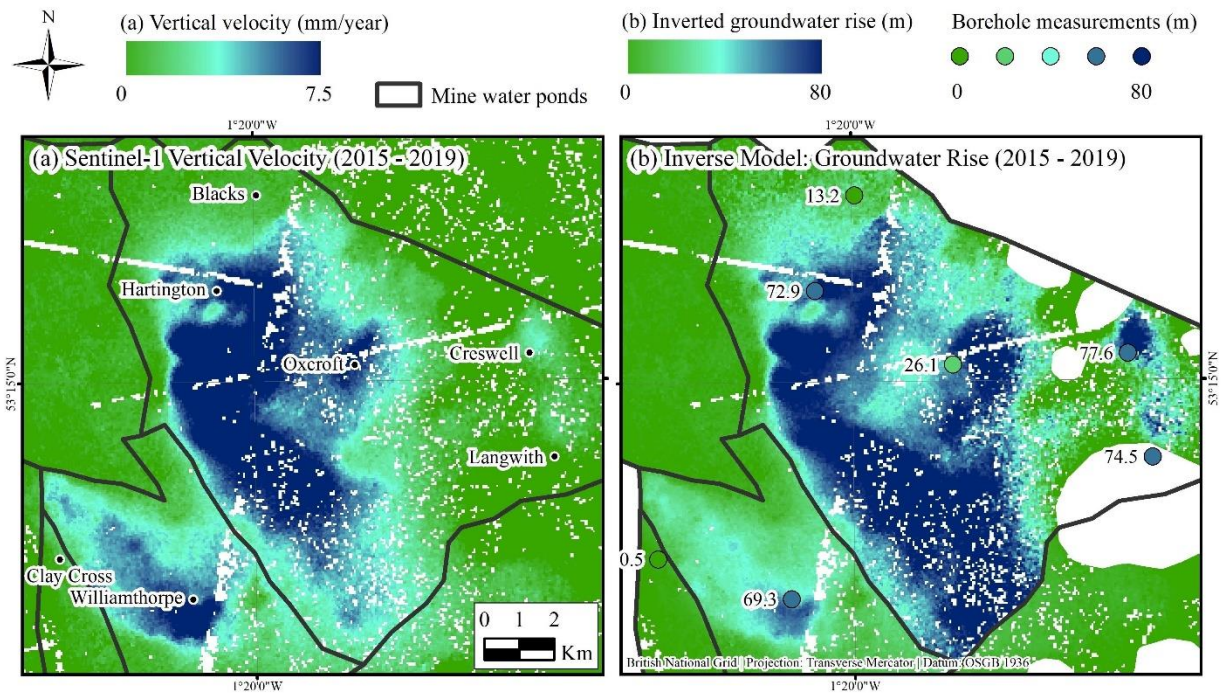 N
(a) Vertical velocity (mm/year)
0 7.5
Mine water ponds
(b) Inverted groundwater rise (m)
0 80
Borehole measurements (m)
0 80
1°20'0"W
1°20'0"W
(a) Sentinel-1 Vertical Velocity (2015 - 2019)
Blacks
Hartington
Oxcroft
Creswell
Langwith
Clay Cross
Williamthorpe
0 1 2
Km
53°15'0"N
1°20'0"W
(b) Inverse Model: Groundwater Rise (2015 - 2019)
13.2
72.9
26.1
77.6
74.5
0.5
69.3
British National Grid | Projection: Transverse Mercator | Datum: OSGB 1936
53°15'0"N
1°20'0"W